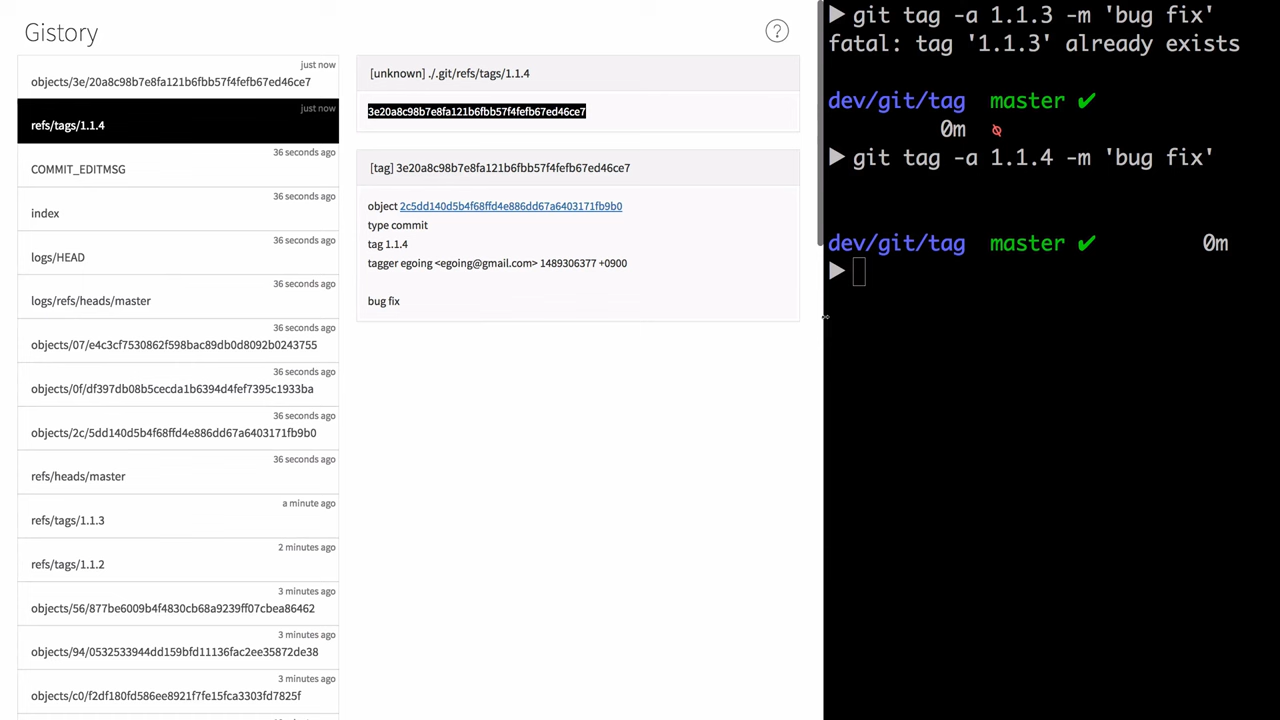 Gistory
?
just now
objects/3e/20a8c98b7e8fa121b6fbb57f4fefb67ed46ce7
just now
refs/tags/1.1.4
36 seconds ago
COMMIT_EDITMSG
36 seconds ago
index
36 seconds ago
logs/HEAD
36 seconds ago
logs/refs/heads/master
36 seconds ago
objects/07/e4c3cf7530862f598bac89db0d8092b0243755
36 seconds ago
objects/0f/df397db08b5cecda1b6394d4fef7395c1933ba
36 seconds ago
objects/2c/5dd140d5b4f68ffd4e886dd67a6403171fb9b0
36 seconds ago
refs/heads/master
a minute ago
refs/tags/1.1.3
2 minutes ago
refs/tags/1.1.2
3 minutes ago
objects/56/877be6009b4f4830cb68a9239ff07cbea86462
3 minutes ago
objects/94/0532533944dd159bfd11136fac2ee35872de38
3 minutes ago
objects/c0/f2df180fd586ee8921f7fe15fca3303fd7825f
[unknown] ./.git/refs/tags/1.1.4
3e20a8c98b7e8fa121b6fbb57f4fefb67ed46ce7
[tag] 3e20a8c98b7e8fa121b6fbb57f4fefb67ed46ce7
object 2c5dd140d5b4f68ffd4e886dd67a6403171fb9b0
type commit
tag 1.1.4
tagger egoing <egoing@gmail.com> 1489306377 +0900
bug fix
▶ git tag -a 1.1.3 -m 'bug fix'
fatal: tag '1.1.3' already exists
dev/git/tag master ✔
0m ⍉
▶ git tag -a 1.1.4 -m 'bug fix'
dev/git/tag master ✔ 0m
▶